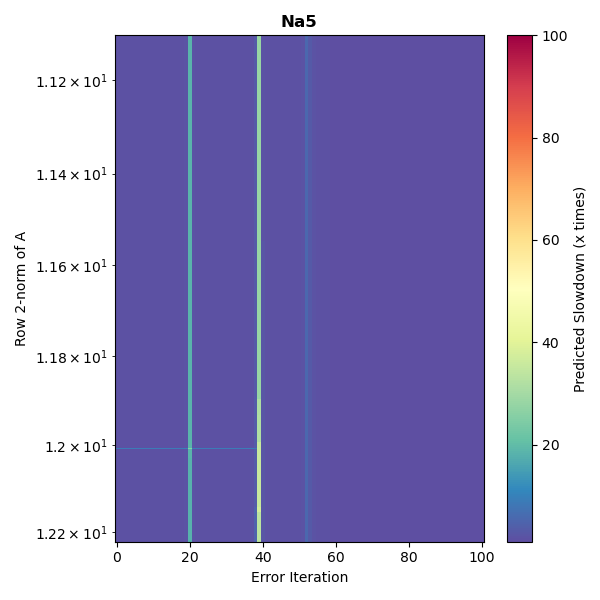 Na5
1.12 × 10¹
1.14 × 10¹
1.16 × 10¹
1.18 × 10¹
1.2 × 10¹
1.22 × 10¹
Row 2-norm of A
0 20 40 60 80 100
Error Iteration
100
80
60
40
20
Predicted Slowdown (x times)